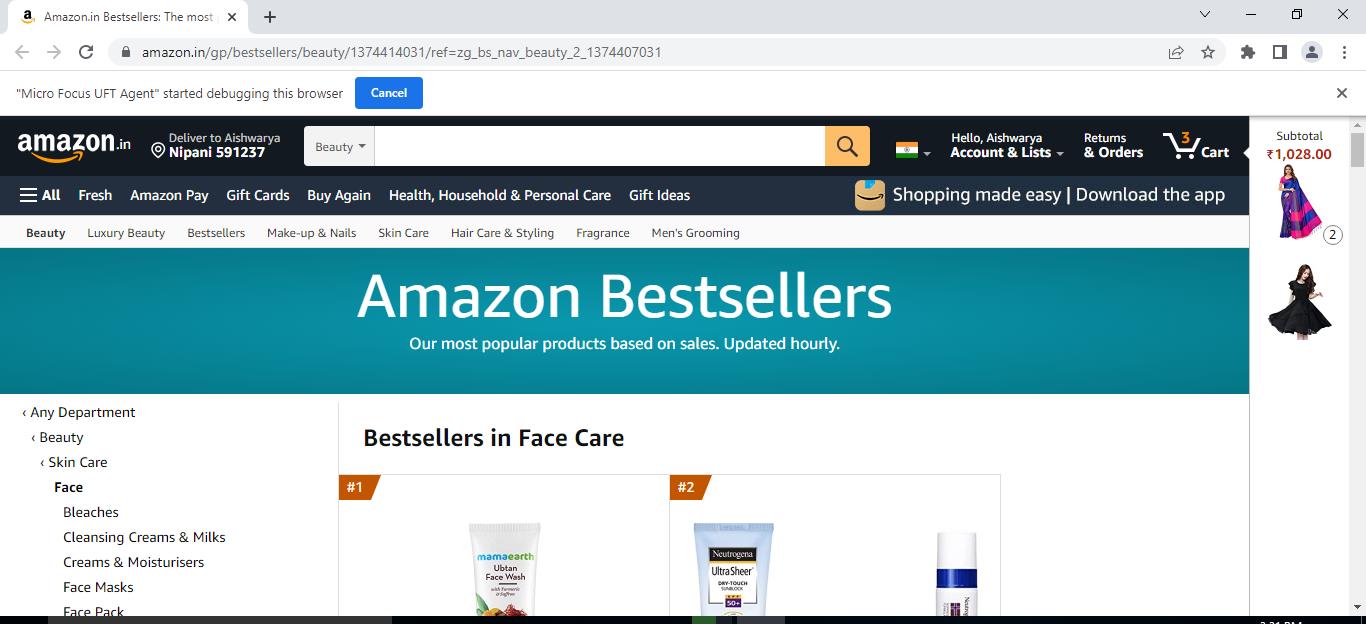 Amazon.in Bestsellers: The most
amazon.in/gp/bestsellers/beauty/1374414031/ref=zg_bs_nav_beauty_2_1374407031
"Micro Focus UFT Agent" started debugging this browser Cancel
amazon.in
Deliver to Aishwarya
Nipani 591237
Beauty
Hello, Aishwarya
Account & Lists
Returns
& Orders
3
Cart
Subtotal
₹1,028.00
2
All Fresh Amazon Pay Gift Cards Buy Again Health, Household & Personal Care Gift Ideas
Shopping made easy | Download the app
Beauty Luxury Beauty Bestsellers Make-up & Nails Skin Care Hair Care & Styling Fragrance Men's Grooming
Amazon Bestsellers
Our most popular products based on sales. Updated hourly.
‹ Any Department
‹ Beauty
‹ Skin Care
Face
Bleaches
Cleansing Creams & Milks
Creams & Moisturisers
Face Masks
Face Pack
Bestsellers in Face Care
#1
mamaearth
Ubtan
Face Wash
with Turmeric
& Saffron
#2
Neutrogena
UltraSheer
DRY-TOUCH
SUNBLOCK
50+